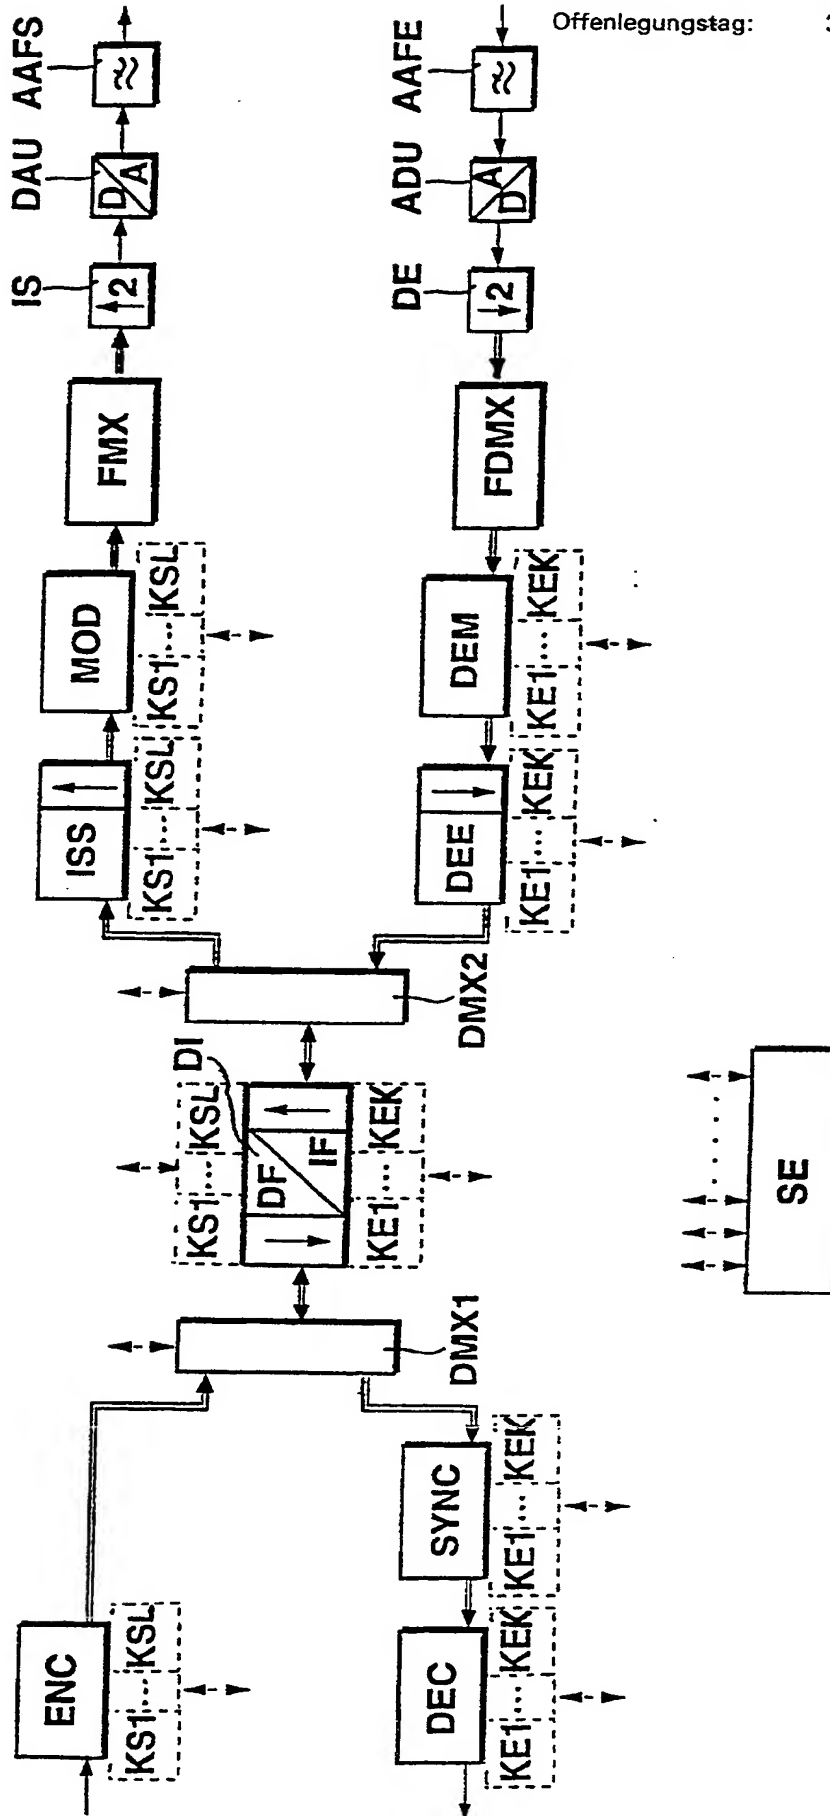 Offenlegungstag:
AAFS
DAU
D
A
IS
2
FMX
MOD
KS1 ... KSL
ISS
KS1 ... KSL
AAFE
ADU
A
D
DE
2
FDMX
DEM
KE1 ... KEK
DEE
KE1 ... KEK
DMX2
DI
KS1 ... KSL
DF
IF
KE1 ... KEK
DMX1
ENC
KS1 ... KSL
SYNC
KE1 ... KEK
DEC
KE1 ... KEK
SE